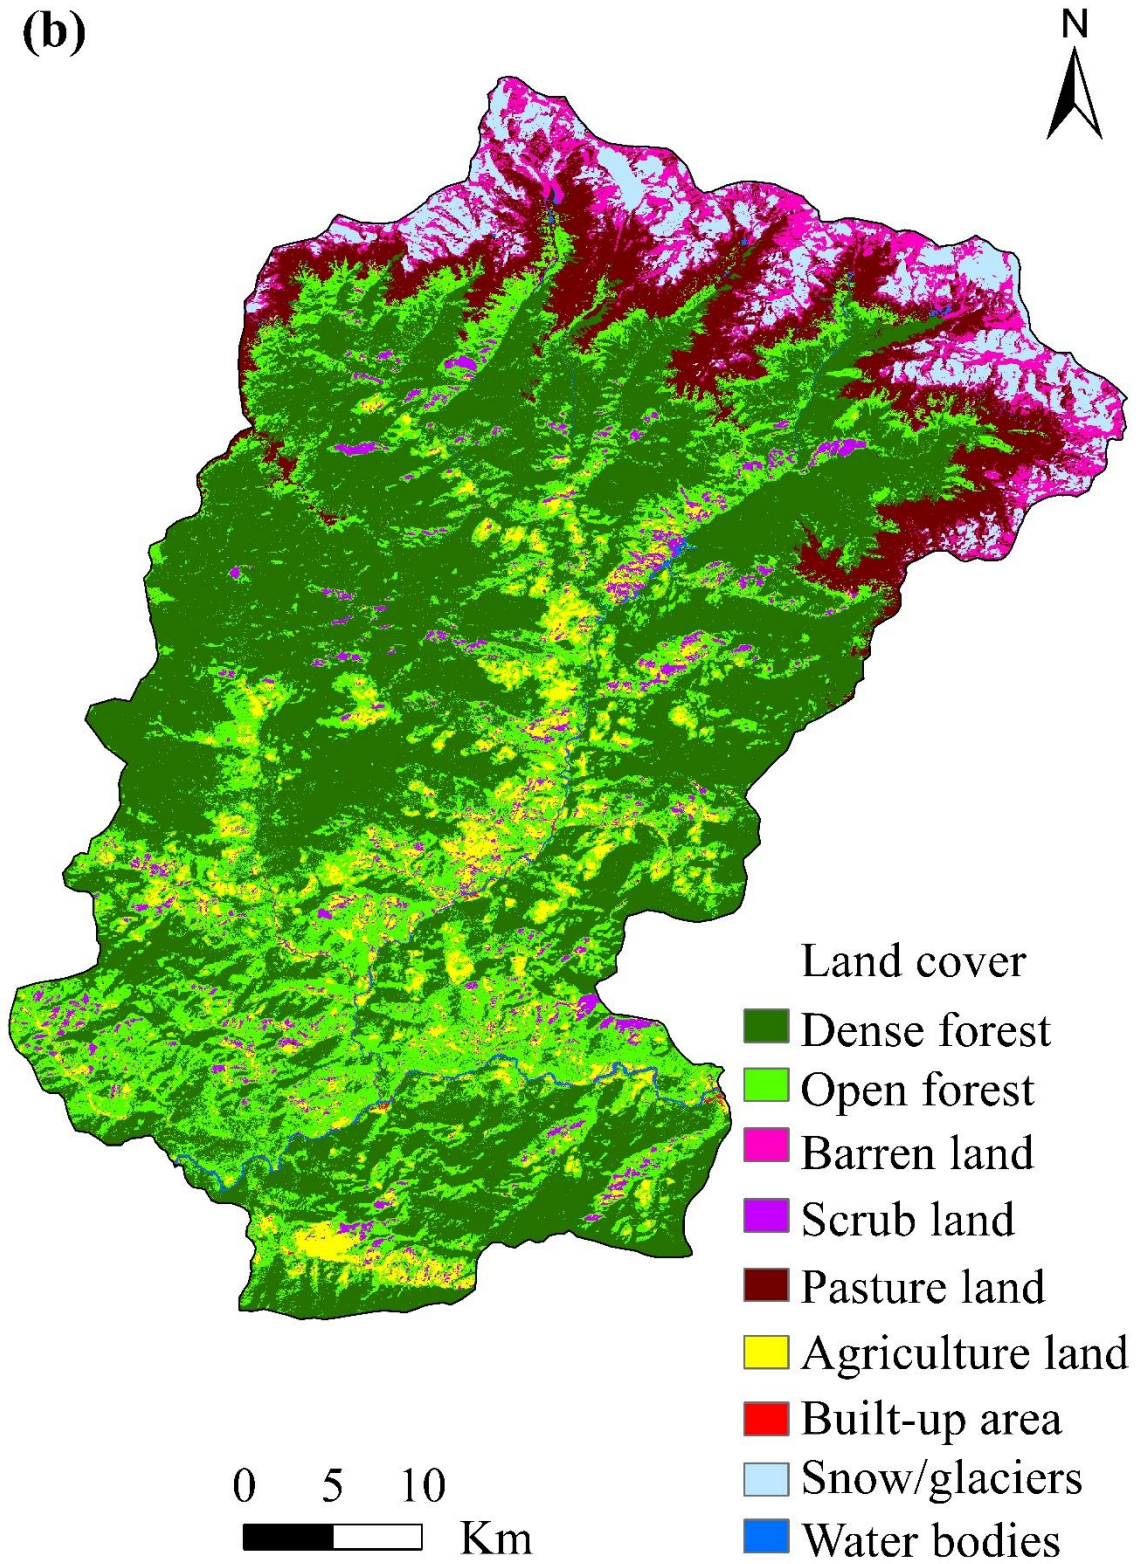 (b)
N
Land cover
Dense forest
Open forest
Barren land
Scrub land
Pasture land
Agriculture land
Built-up area
Snow/glaciers
Water bodies
0 5 10
Km